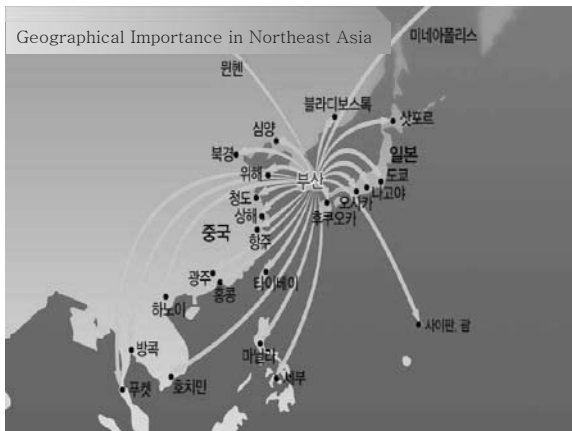 Geographical Importance in Northeast Asia
미네아폴리스
뮌헨
블라디보스톡
삿포르
심양
북경
일본
위해
부산
도쿄
나고야
오사카
청도
후쿠오카
상해
중국
항주
광주
홍콩
타이베이
하노이
사이판, 괌
방콕
마닐라
세부
푸켓
호치민